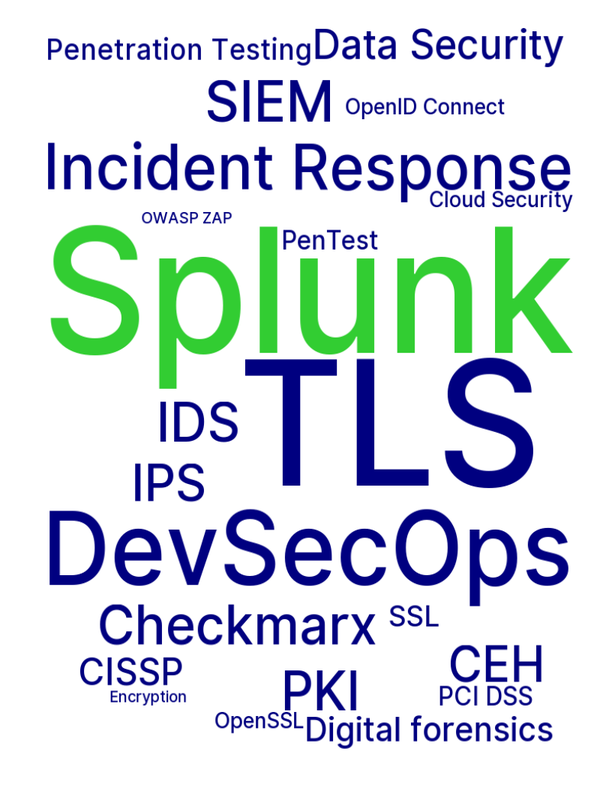 Penetration Testing Data Security
SIEM OpenID Connect
Incident Response
Cloud Security
OWASP ZAP
PenTest
Splunk
TLS
IDS
IPS
DevSecOps
Checkmarx SSL
CISSP CEH
Encryption PKI PCI DSS
OpenSSL Digital forensics